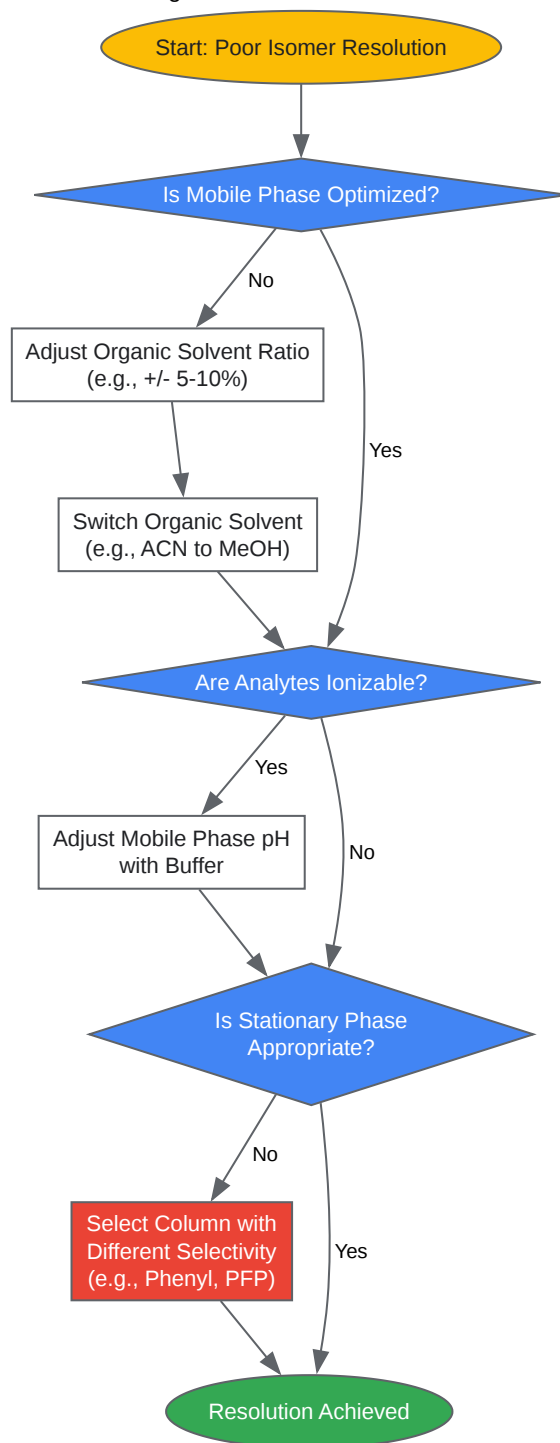 Start: Poor Isomer Resolution
Is Mobile Phase Optimized?
No
Adjust Organic Solvent Ratio
(e.g., +/- 5-10%)
Yes
Switch Organic Solvent
(e.g., ACN to MeOH)
Are Analytes Ionizable?
Yes
Adjust Mobile Phase pH
with Buffer
No
Is Stationary Phase
Appropriate?
No
Select Column with
Different Selectivity
(e.g., Phenyl, PFP)
Yes
Resolution Achieved